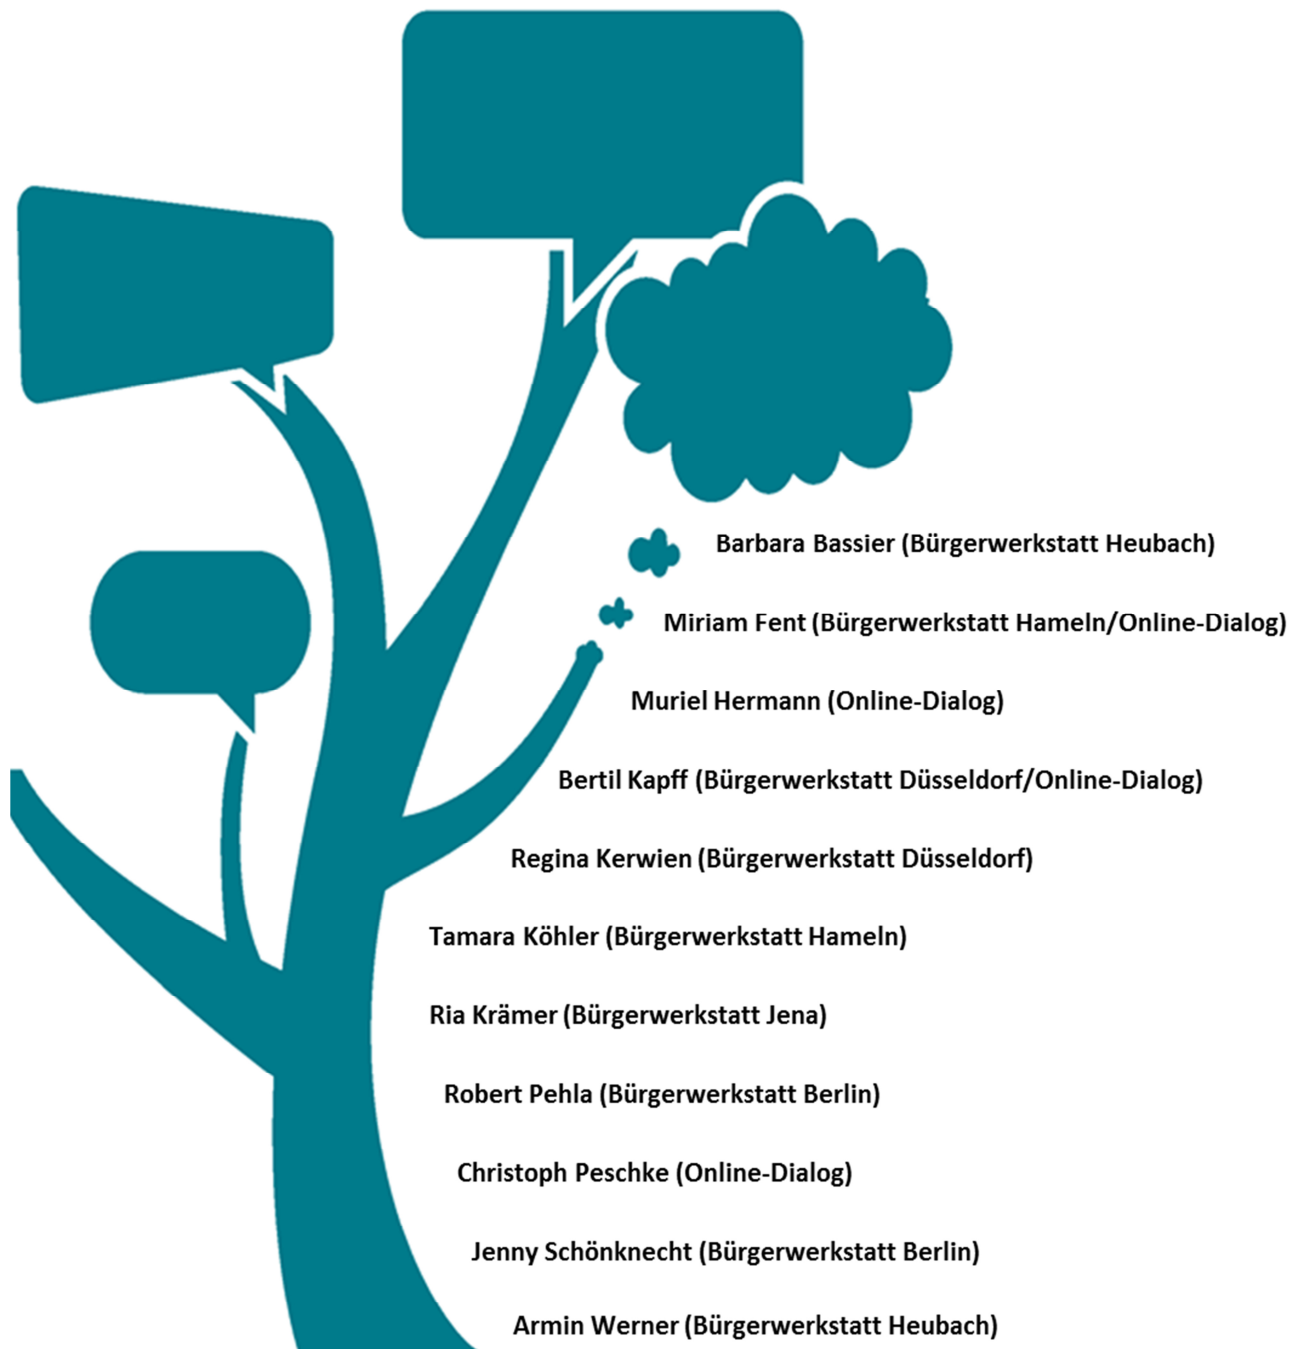 Barbara Bassier (Bürgerwerkstatt Heubach)
Miriam Fent (Bürgerwerkstatt Hameln/Online-Dialog)
Muriel Hermann (Online-Dialog)
Bertil Kapff (Bürgerwerkstatt Düsseldorf/Online-Dialog)
Regina Kerwien (Bürgerwerkstatt Düsseldorf)
Tamara Köhler (Bürgerwerkstatt Hameln)
Ria Krämer (Bürgerwerkstatt Jena)
Robert Pehla (Bürgerwerkstatt Berlin)
Christoph Peschke (Online-Dialog)
Jenny Schönknecht (Bürgerwerkstatt Berlin)
Armin Werner (Bürgerwerkstatt Heubach)